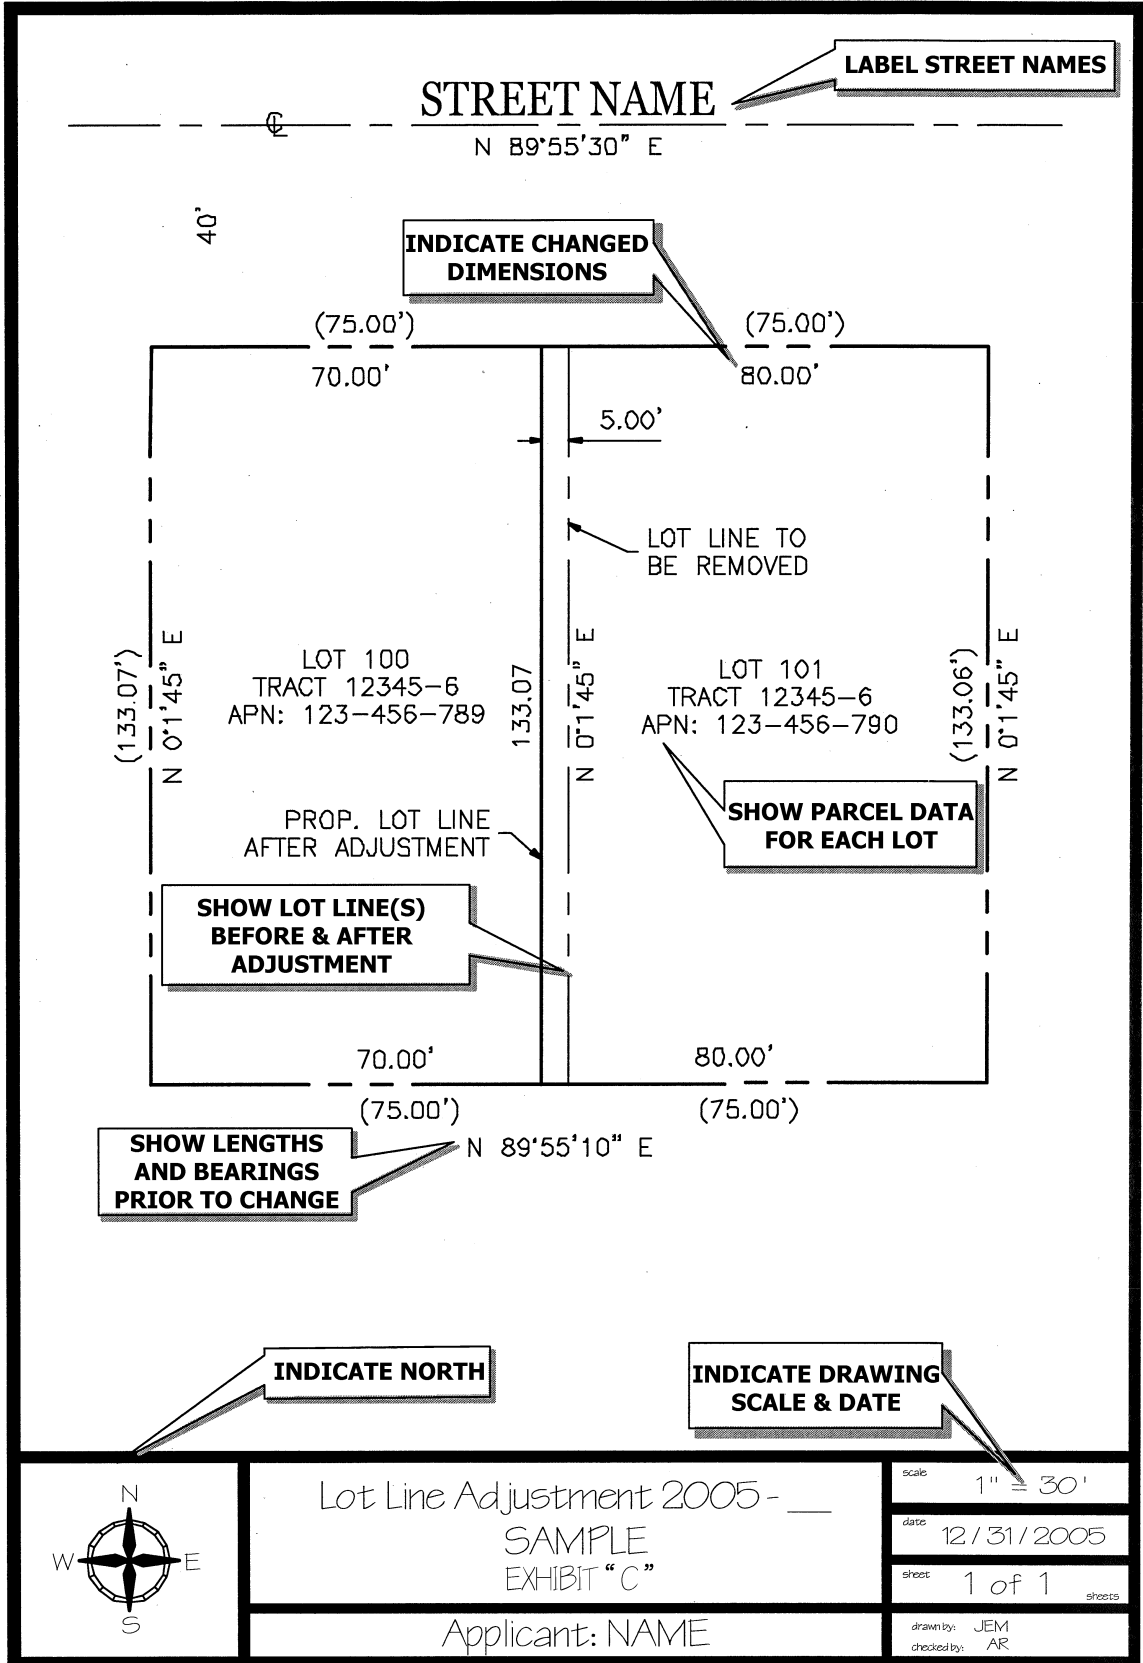 LABEL STREET NAMES
STREET NAME
℄
N 89°55'30" E
40'
INDICATE CHANGED
DIMENSIONS
(75.00')
(75.00')
70.00'
80.00'
5.00'
LOT LINE TO
BE REMOVED
(133.07')
N 0°1'45" E
LOT 100
TRACT 12345-6
APN: 123-456-789
133.07
N 0°1'45" E
LOT 101
TRACT 12345-6
APN: 123-456-790
(133.06')
N 0°1'45" E
SHOW PARCEL DATA
FOR EACH LOT
PROP. LOT LINE
AFTER ADJUSTMENT
SHOW LOT LINE(S)
BEFORE & AFTER
ADJUSTMENT
70.00'
80.00'
(75.00')
(75.00')
N 89°55'10" E
SHOW LENGTHS
AND BEARINGS
PRIOR TO CHANGE
INDICATE NORTH
INDICATE DRAWING
SCALE & DATE
N
W E
S
Lot Line Adjustment 2005-__
SAMPLE
EXHIBIT "C"
Applicant: NAME
scale 1" = 30'
date 12/31/2005
sheet 1 of 1 sheets
drawn by: JEM
checked by: AR